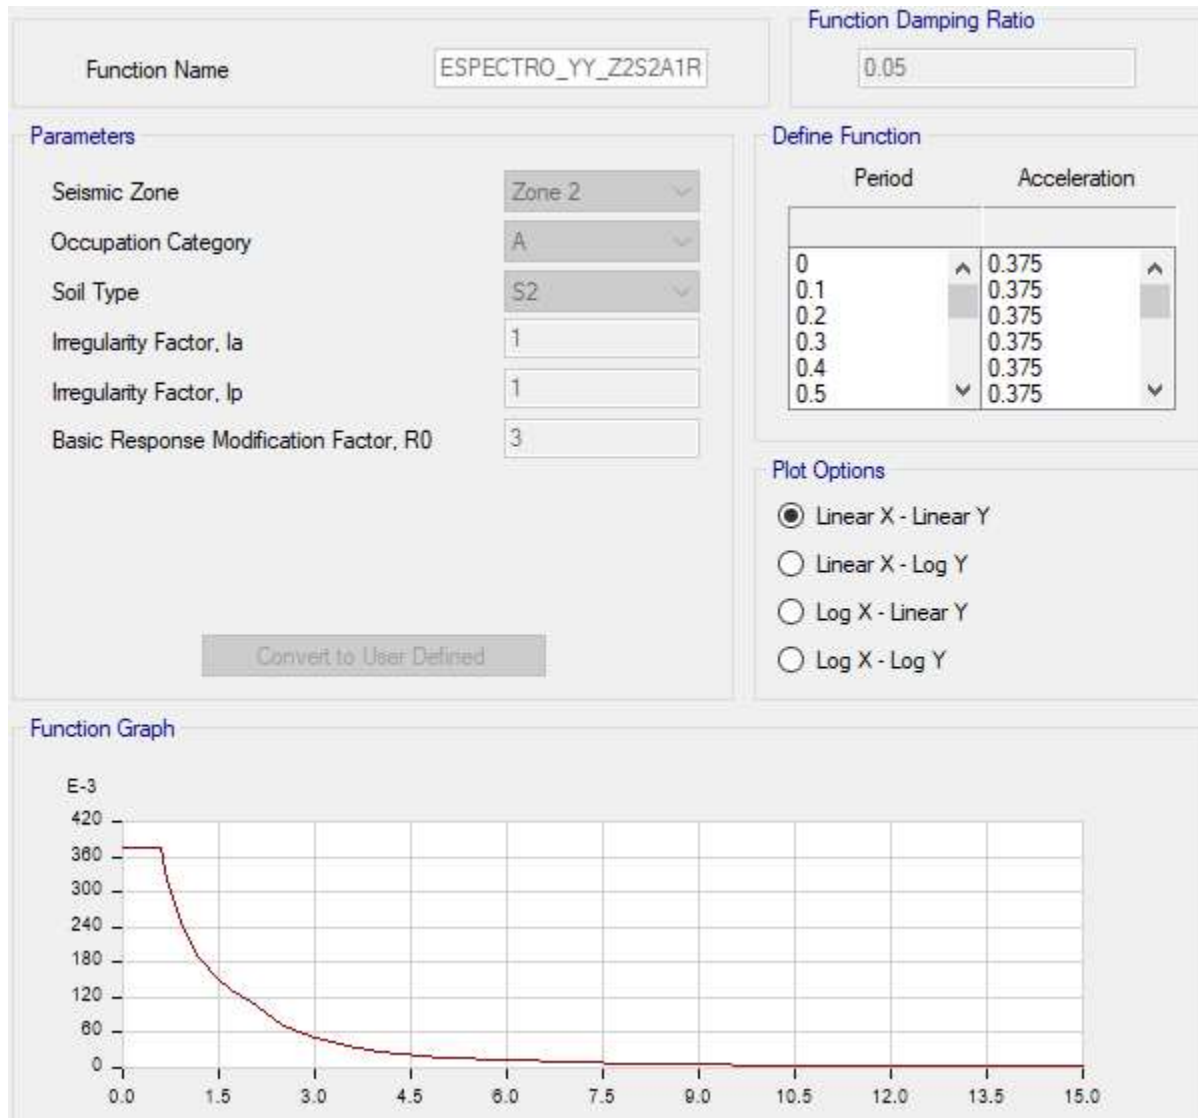 Function Damping Ratio
Function Name ESPECTRO_YY_Z2S2A1R 0.05
Parameters
Seismic Zone Zone 2
Occupation Category A
Soil Type S2
Irregularity Factor, Ia 1
Irregularity Factor, Ip 1
Basic Response Modification Factor, R0 3
Convert to User Defined
Define Function
Period Acceleration
0 0.375
0.1 0.375
0.2 0.375
0.3 0.375
0.4 0.375
0.5 0.375
Plot Options
Linear X - Linear Y
Linear X - Log Y
Log X - Linear Y
Log X - Log Y
Function Graph
E-3
420
360
300
240
180
120
60
0
0.0 1.5 3.0 4.5 6.0 7.5 9.0 10.5 12.0 13.5 15.0